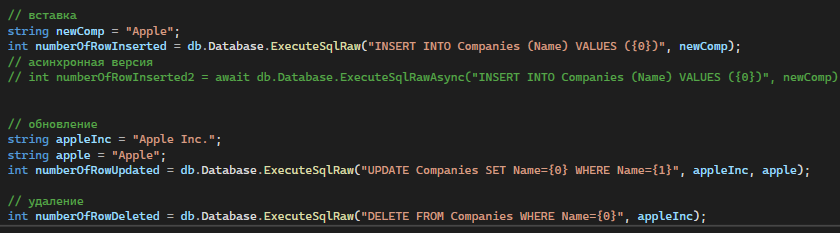 // вставка
string newComp = "Apple";
int numberOfRowInserted = db.Database.ExecuteSqlRaw("INSERT INTO Companies (Name) VALUES ({0})", newComp);
// асинхронная версия
// int numberOfRowInserted2 = await db.Database.ExecuteSqlRawAsync("INSERT INTO Companies (Name) VALUES ({0})", newComp)
// обновление
string appleInc = "Apple Inc.";
string apple = "Apple";
int numberOfRowUpdated = db.Database.ExecuteSqlRaw("UPDATE Companies SET Name={0} WHERE Name={1}", appleInc, apple);
// удаление
int numberOfRowDeleted = db.Database.ExecuteSqlRaw("DELETE FROM Companies WHERE Name={0}", appleInc);